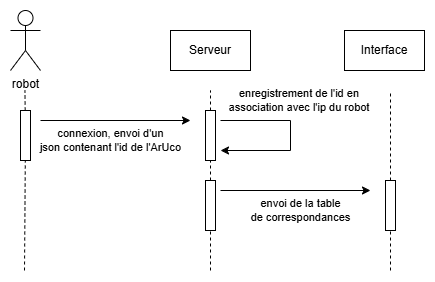 robot
Serveur
Interface
connexion, envoi d'un
json contenant l'id de l'ArUco
enregistrement de l'id en
association avec l'ip du robot
envoi de la table
de correspondances